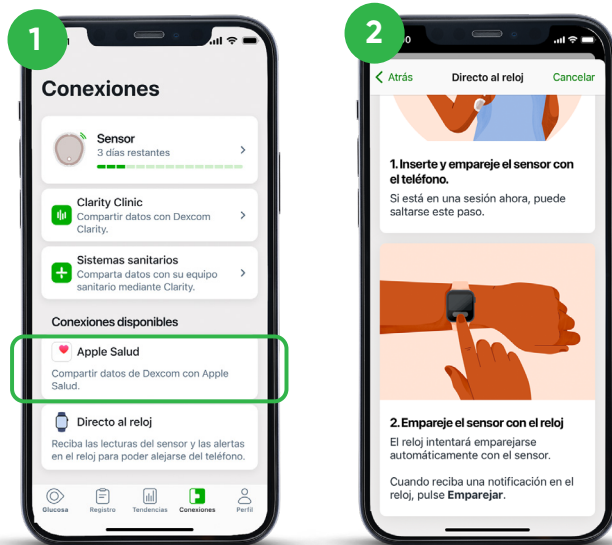 1
Conexiones
Sensor
3 días restantes
Clarity Clinic
Compartir datos con Dexcom
Clarity.
Sistemas sanitarios
Comparta datos con su equipo
sanitario mediante Clarity.
Conexiones disponibles
Apple Salud
Compartir datos de Dexcom con Apple
Salud.
Directo al reloj
Reciba las lecturas del sensor y las alertas
en el reloj para poder alejarse del teléfono.
Glucosa Registro Tendencias Conexiones Perfil
2
Atrás Directo al reloj Cancelar
1. Inserte y empareje el sensor con
el teléfono.
Si está en una sesión ahora, puede
saltarse este paso.
2. Empareje el sensor con el reloj
El reloj intentará emparejarse
automáticamente con el sensor.
Cuando reciba una notificación en el
reloj, pulse Emparejar.